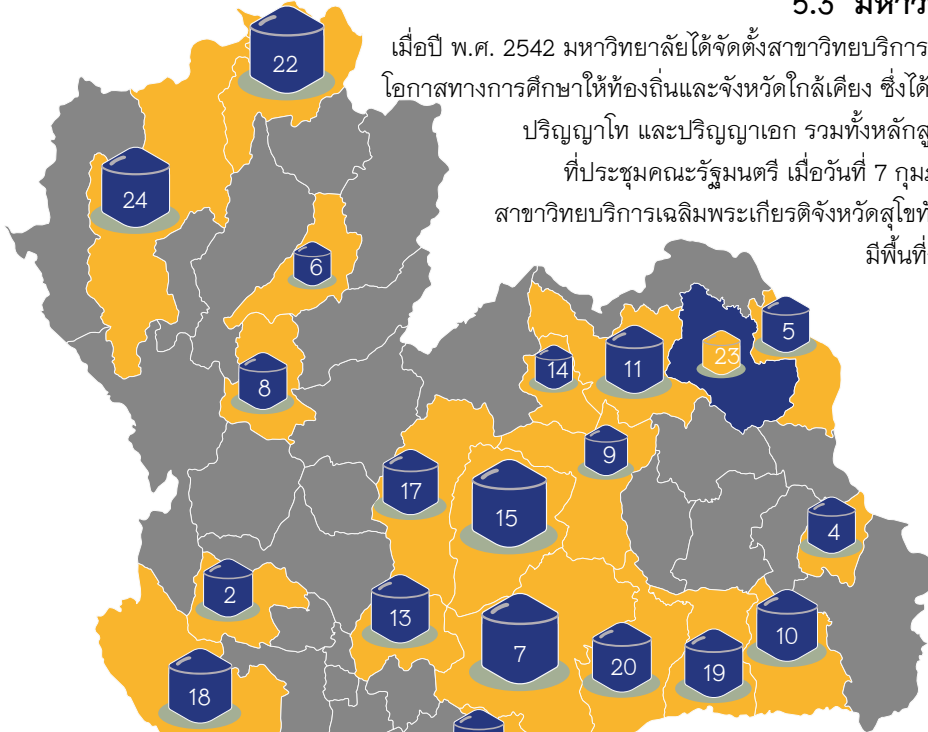 5.3 มหาวิ
เมื่อปี พ.ศ. 2542 มหาวิทยาลัยได้จัดตั้งสาขาวิทยบริการ
โอกาสทางการศึกษาให้ท้องถิ่นและจังหวัดใกล้เคียง ซึ่งได้
ปริญญาโท และปริญญาเอก รวมทั้งหลักสู
ที่ประชุมคณะรัฐมนตรี เมื่อวันที่ 7 กุม
สาขาวิทยบริการเฉลิมพระเกียรติจังหวัดสุโขทั
มีพื้นที่
22
24
6
5
23
14
11
8
9
17
15
4
2
13
10
7
20
19
18